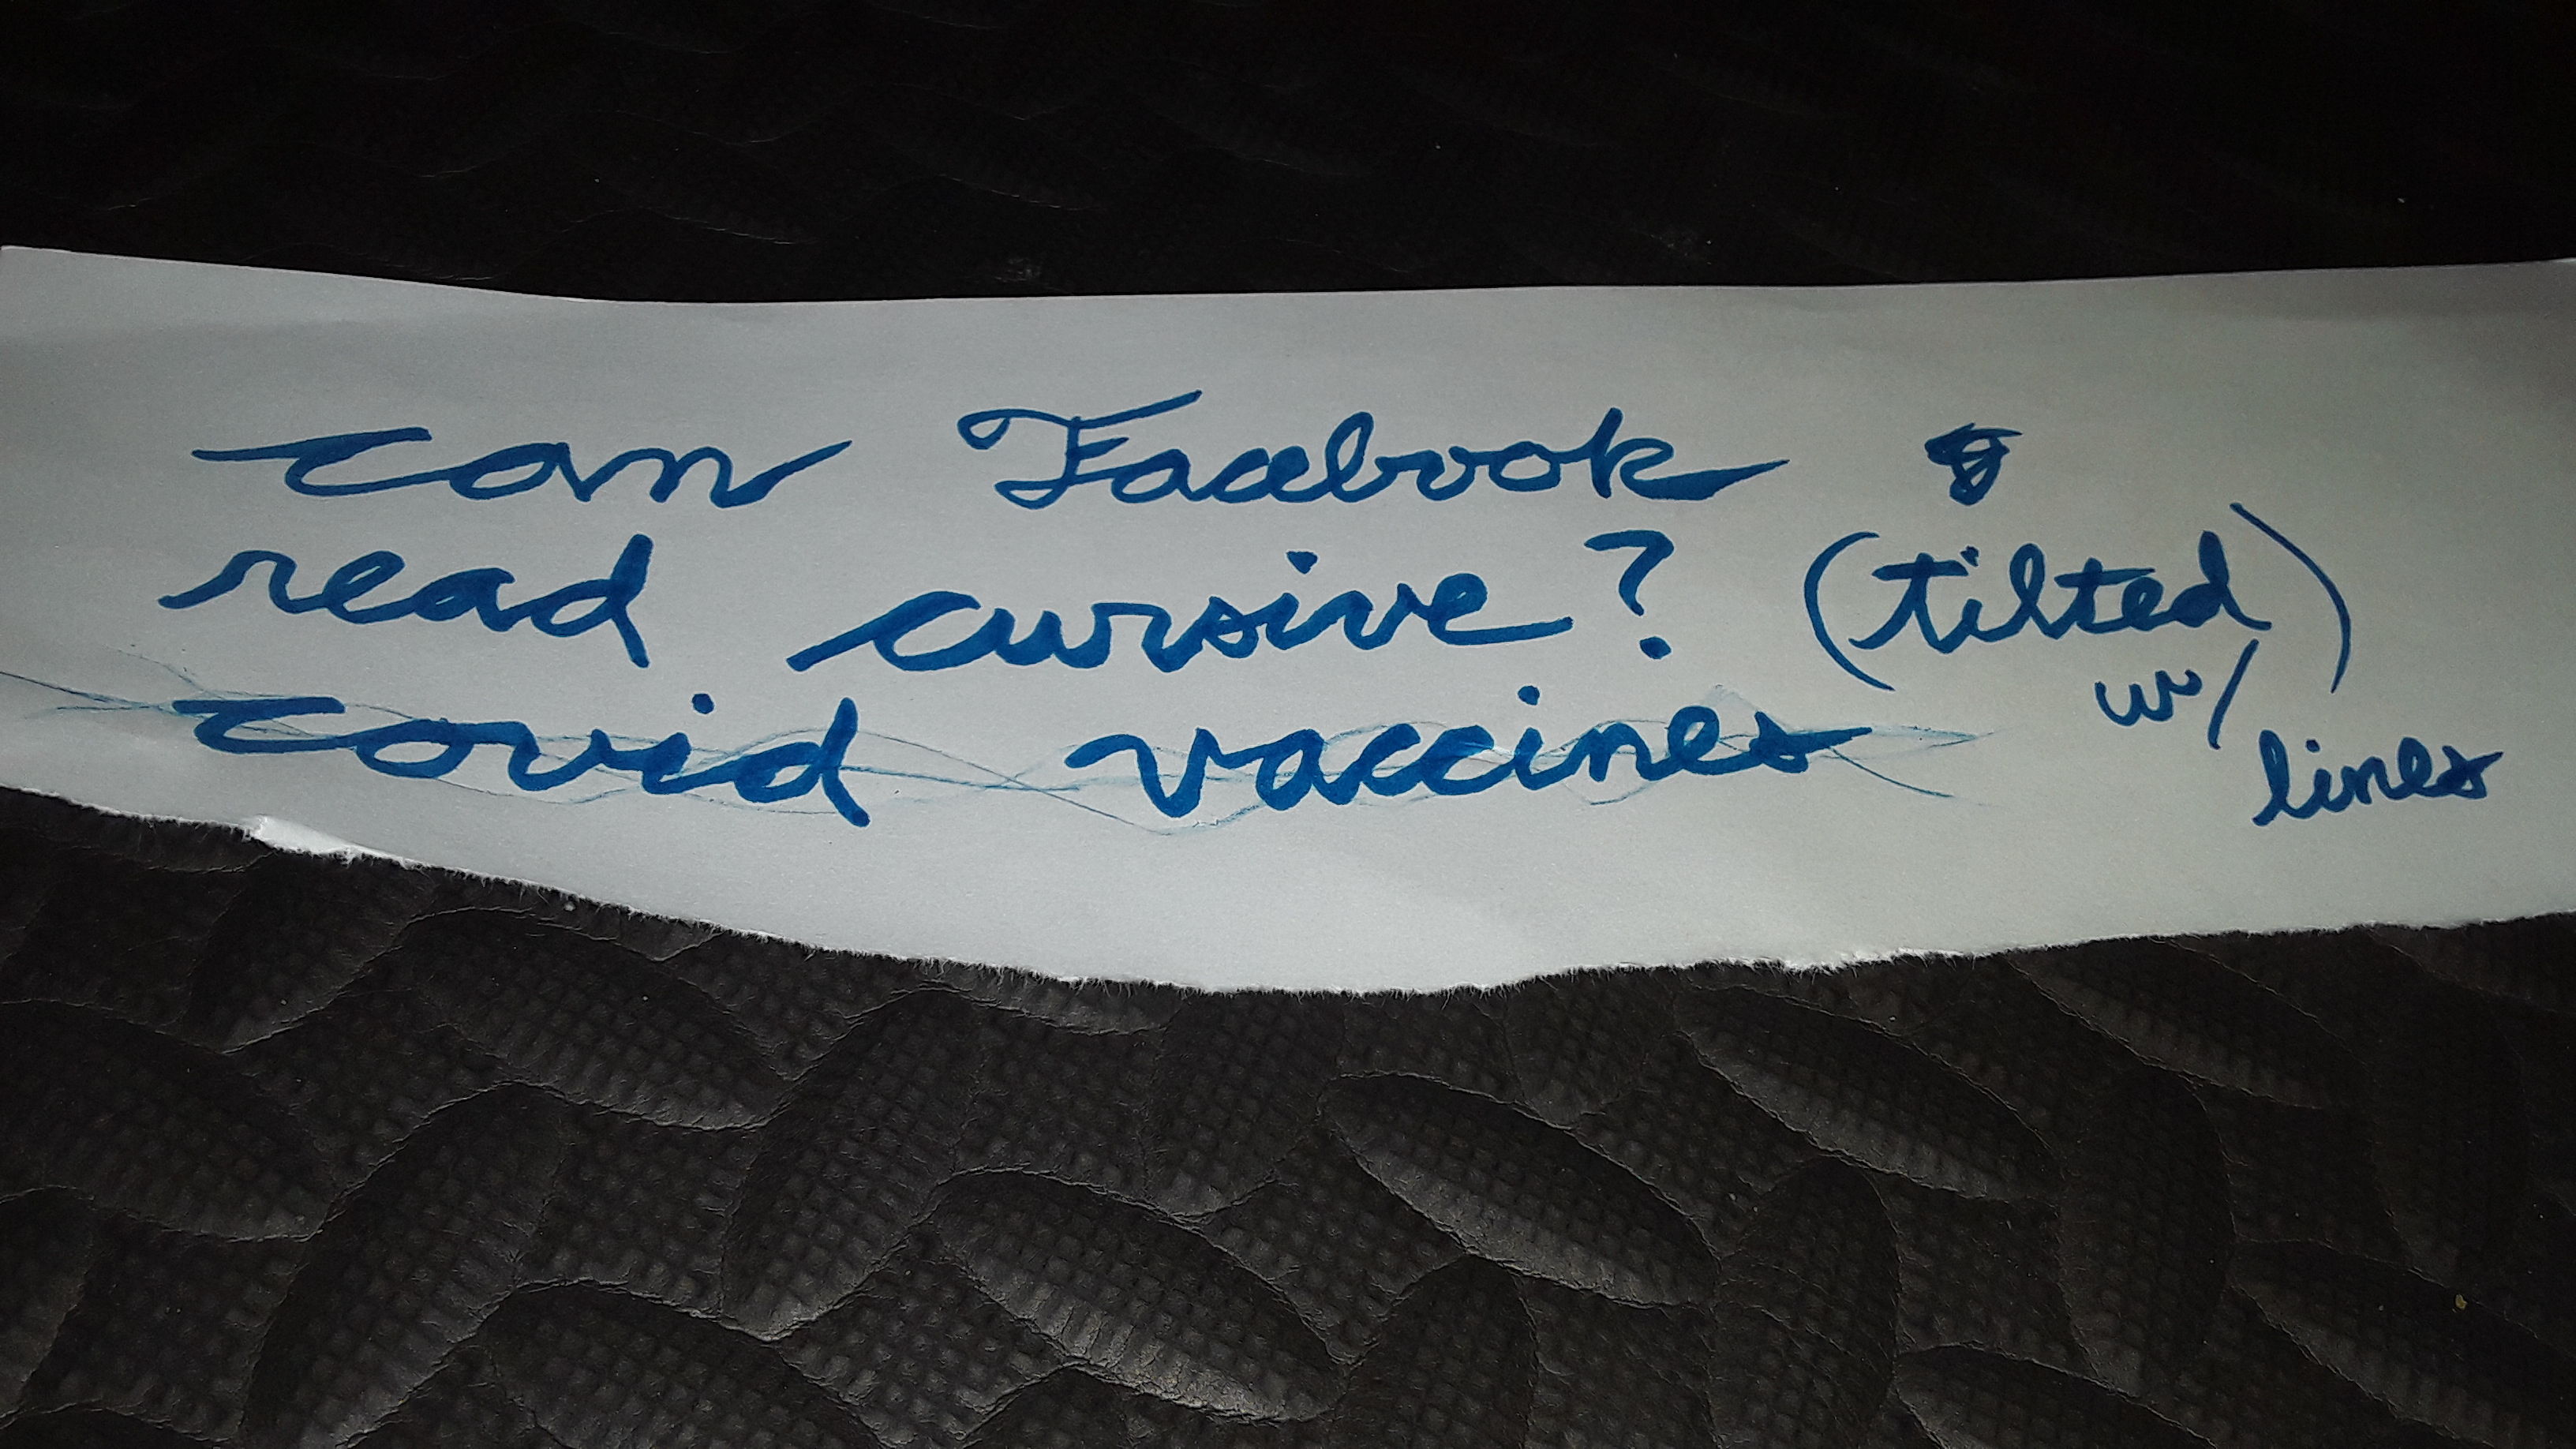 can Facebook
read cursive? (tilted)
w/
covid vaccines lines